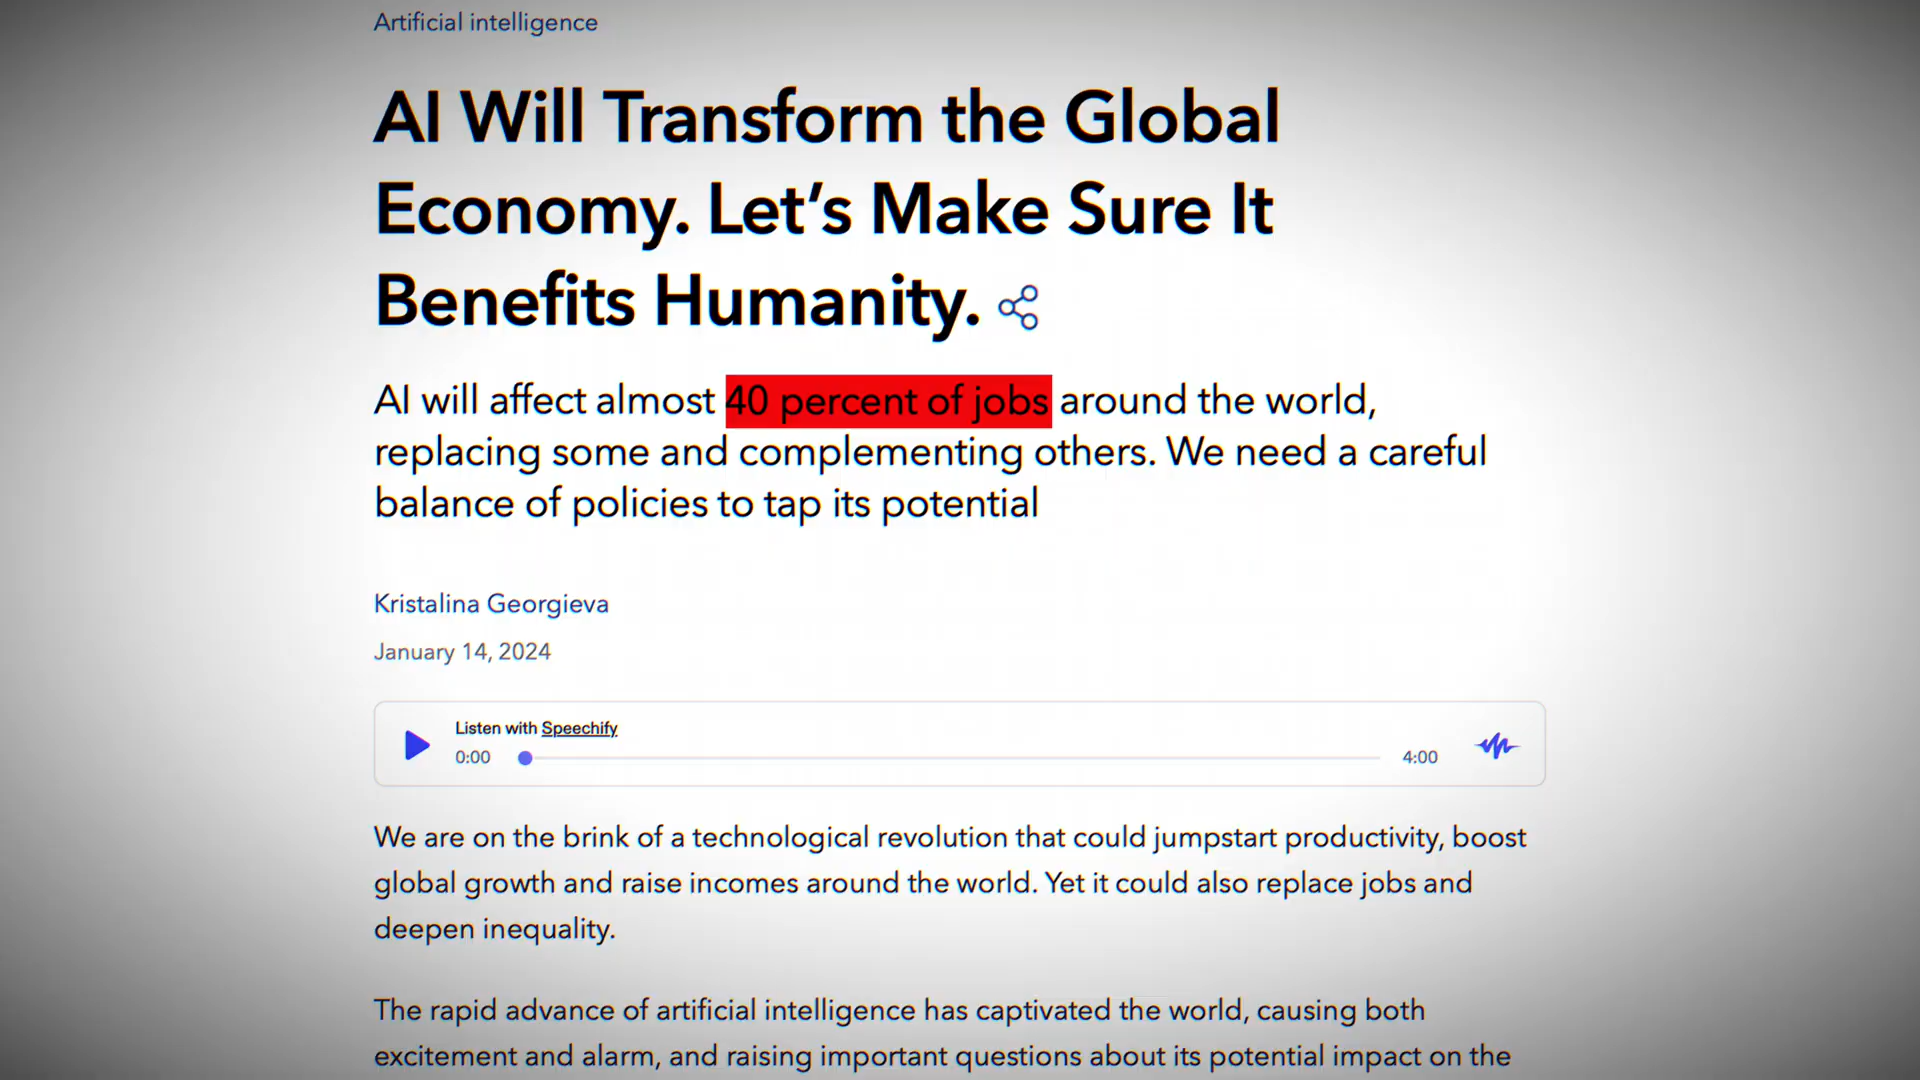 Artificial intelligence
AI Will Transform the Global
Economy. Let’s Make Sure It
Benefits Humanity.
AI will affect almost 40 percent of jobs around the world,
replacing some and complementing others. We need a careful
balance of policies to tap its potential
Kristalina Georgieva
January 14, 2024
Listen with Speechify
0:00 4:00
We are on the brink of a technological revolution that could jumpstart productivity, boost
global growth and raise incomes around the world. Yet it could also replace jobs and
deepen inequality.
The rapid advance of artificial intelligence has captivated the world, causing both
excitement and alarm, and raising important questions about its potential impact on the